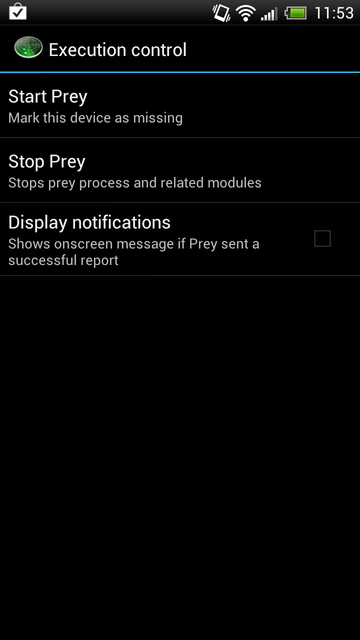 11:53
Execution control
Start Prey
Mark this device as missing
Stop Prey
Stops prey process and related modules
Display notifications
Shows onscreen message if Prey sent a
successful report